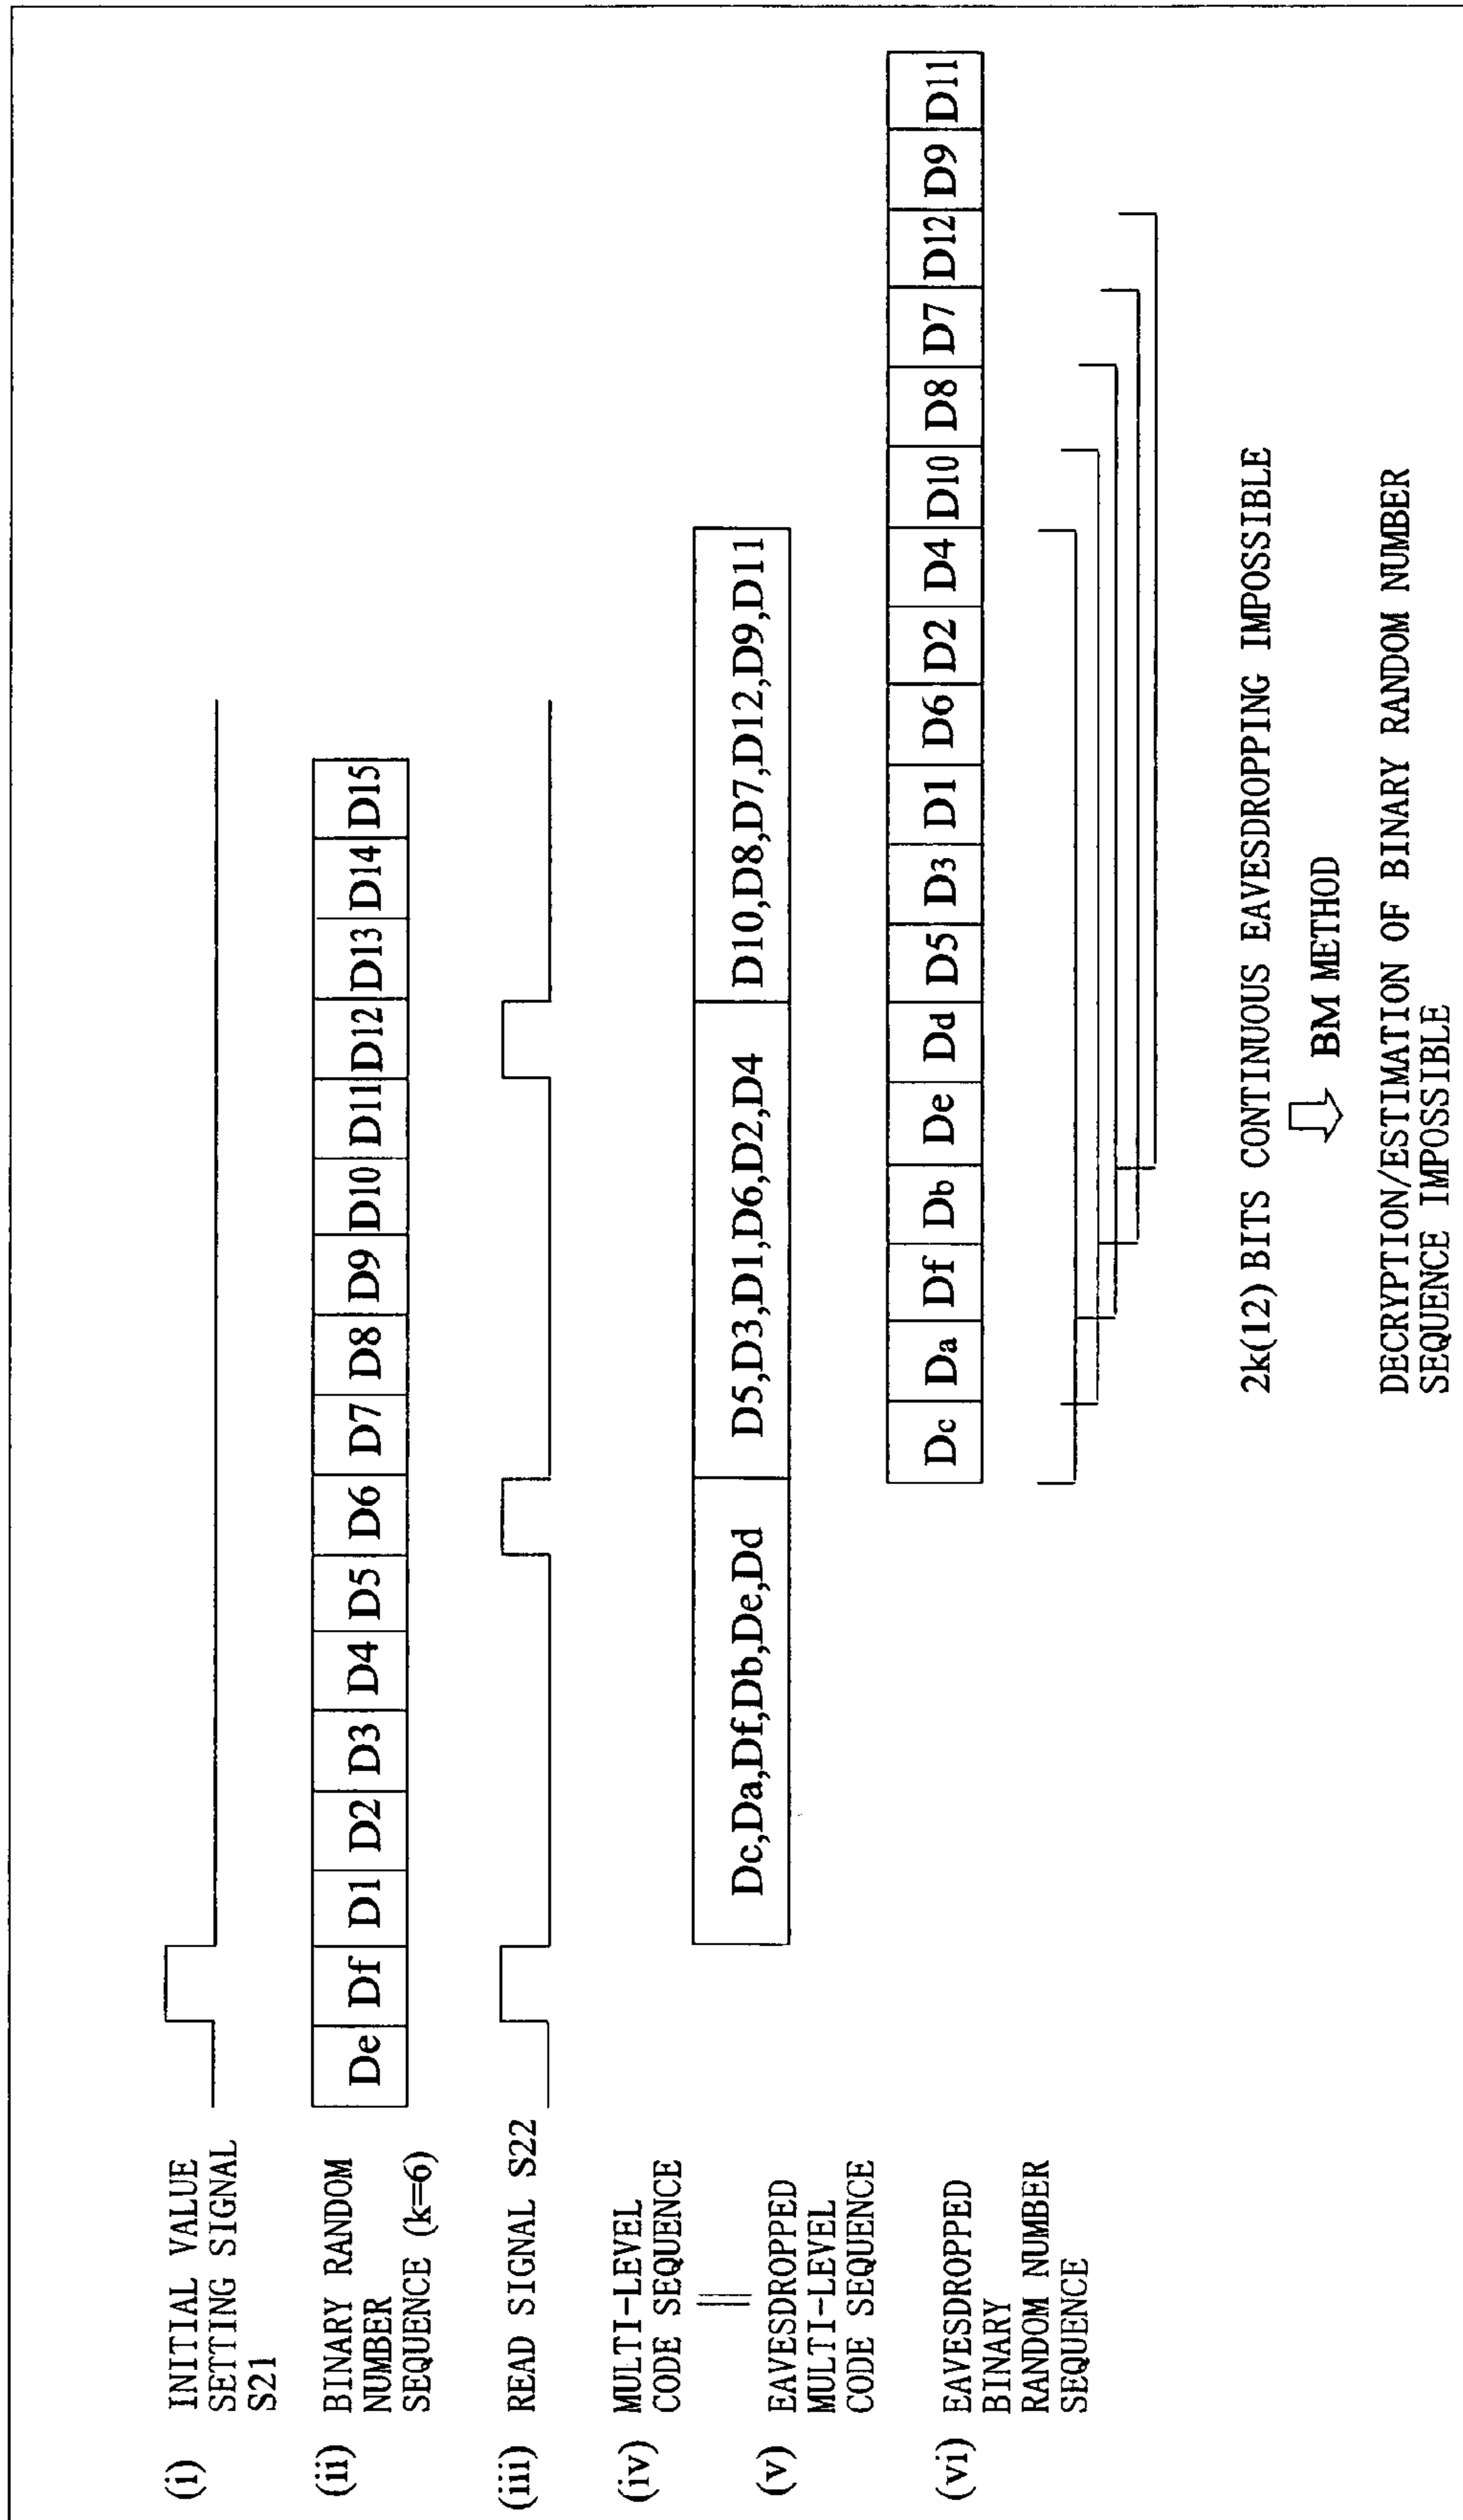 (i) INITIAL VALUE
SETTING SIGNAL
S21
(ii) BINARY RANDOM
NUMBER
SEQUENCE (k=6)
De Df D1 D2 D3 D4 D5 D6 D7 D8 D9 D10 D11 D12 D13 D14 D15
(iii) READ SIGNAL S22
(iv) MULTI-LEVEL
CODE SEQUENCE
(v) EAVESDROPPED
MULTI-LEVEL
CODE SEQUENCE
Dc,Da,Df,Db,De,Dd D5,D3,D1,D6,D2,D4 D10,D8,D7,D12,D9,D11
(vi) EAVESDROPPED
BINARY
RANDOM NUMBER
SEQUENCE
Dc Da Df Db De Dd D5 D3 D1 D6 D2 D4 D10 D8 D7 D12 D9 D11
2k(12) BITS CONTINUOUS EAVESDROPPING IMPOSSIBLE
BM METHOD
DECRYPTION/ESTIMATION OF BINARY RANDOM NUMBER
SEQUENCE IMPOSSIBLE